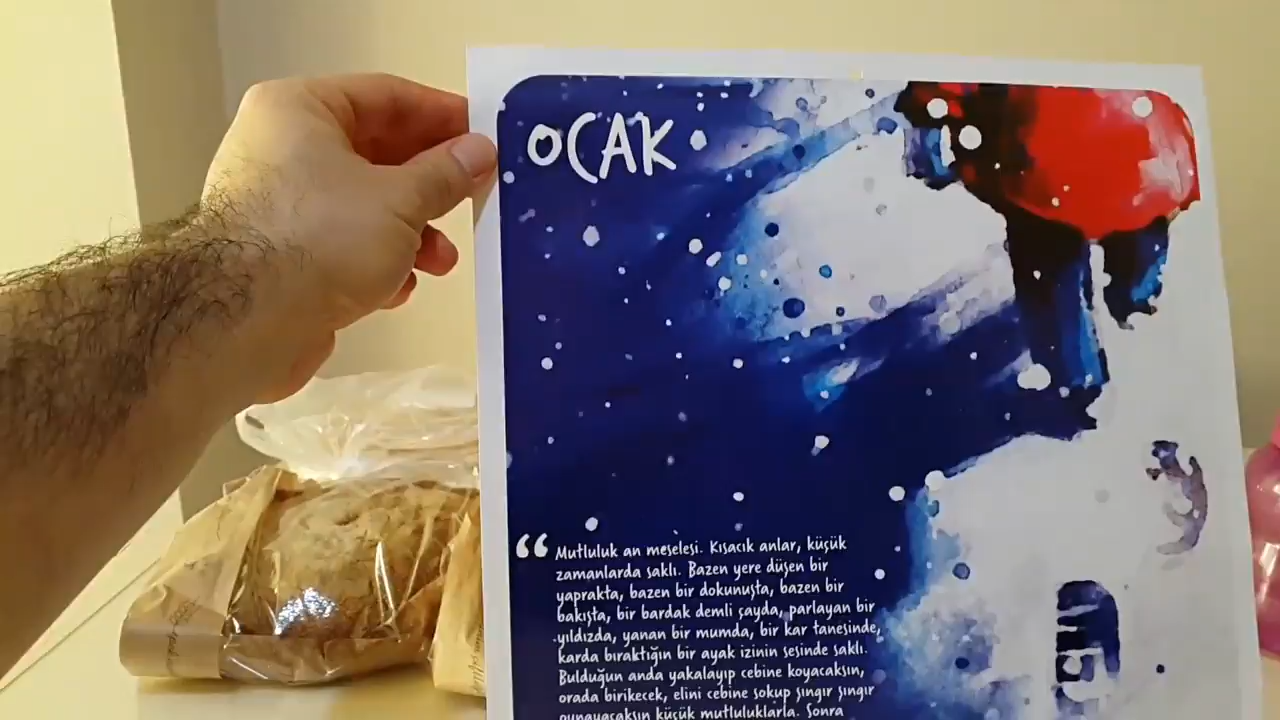 OCAK
“ Mutluluk an meselesi. Kısacık anlar, küçük
zamanlarda saklı. Bazen yere düşen bir
yaprakta, bazen bir dokunuşta, bazen bir
bakışta, bir bardak demli çayda, parlayan bir
yıldızda, yanan bir mumda, bir kar tanesinde,
karda bıraktığın bir ayak izinin sesinde saklı.
Bulduğun anda yakalayıp cebine koyacaksın,
orada birikecek, elini cebine sokup şıngır şıngır
oynayacaksın küçük mutluluklarla. Sonra